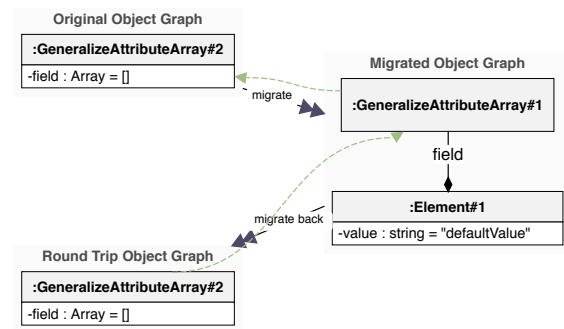 Original Object Graph
:GeneralizeAttributeArray#2
-field : Array = []
migrate
Migrated Object Graph
:GeneralizeAttributeArray#1
field
:Element#1
-value : string = "defaultValue"
migrate back
Round Trip Object Graph
:GeneralizeAttributeArray#2
-field : Array = []